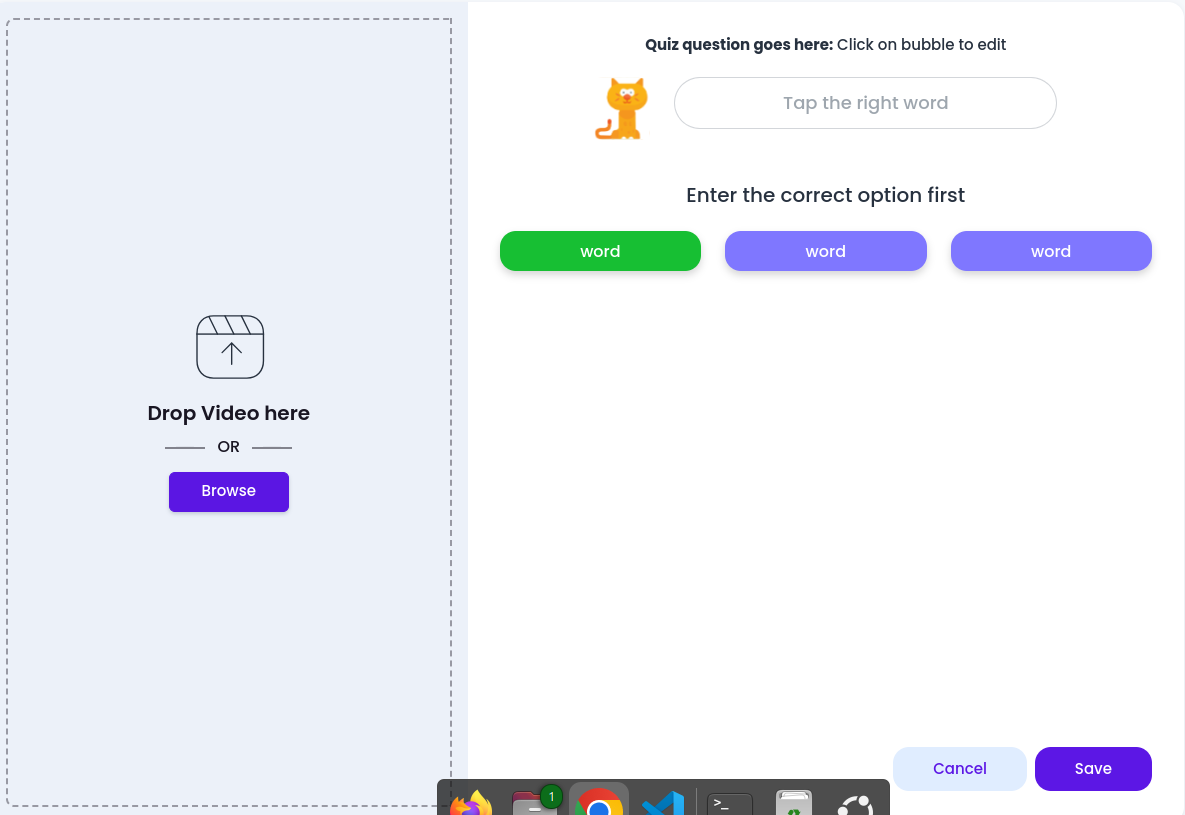 Quiz question goes here: Click on bubble to edit
Tap the right word
Enter the correct option first
word word word
Drop Video here
OR
Browse
Cancel Save
1
>_